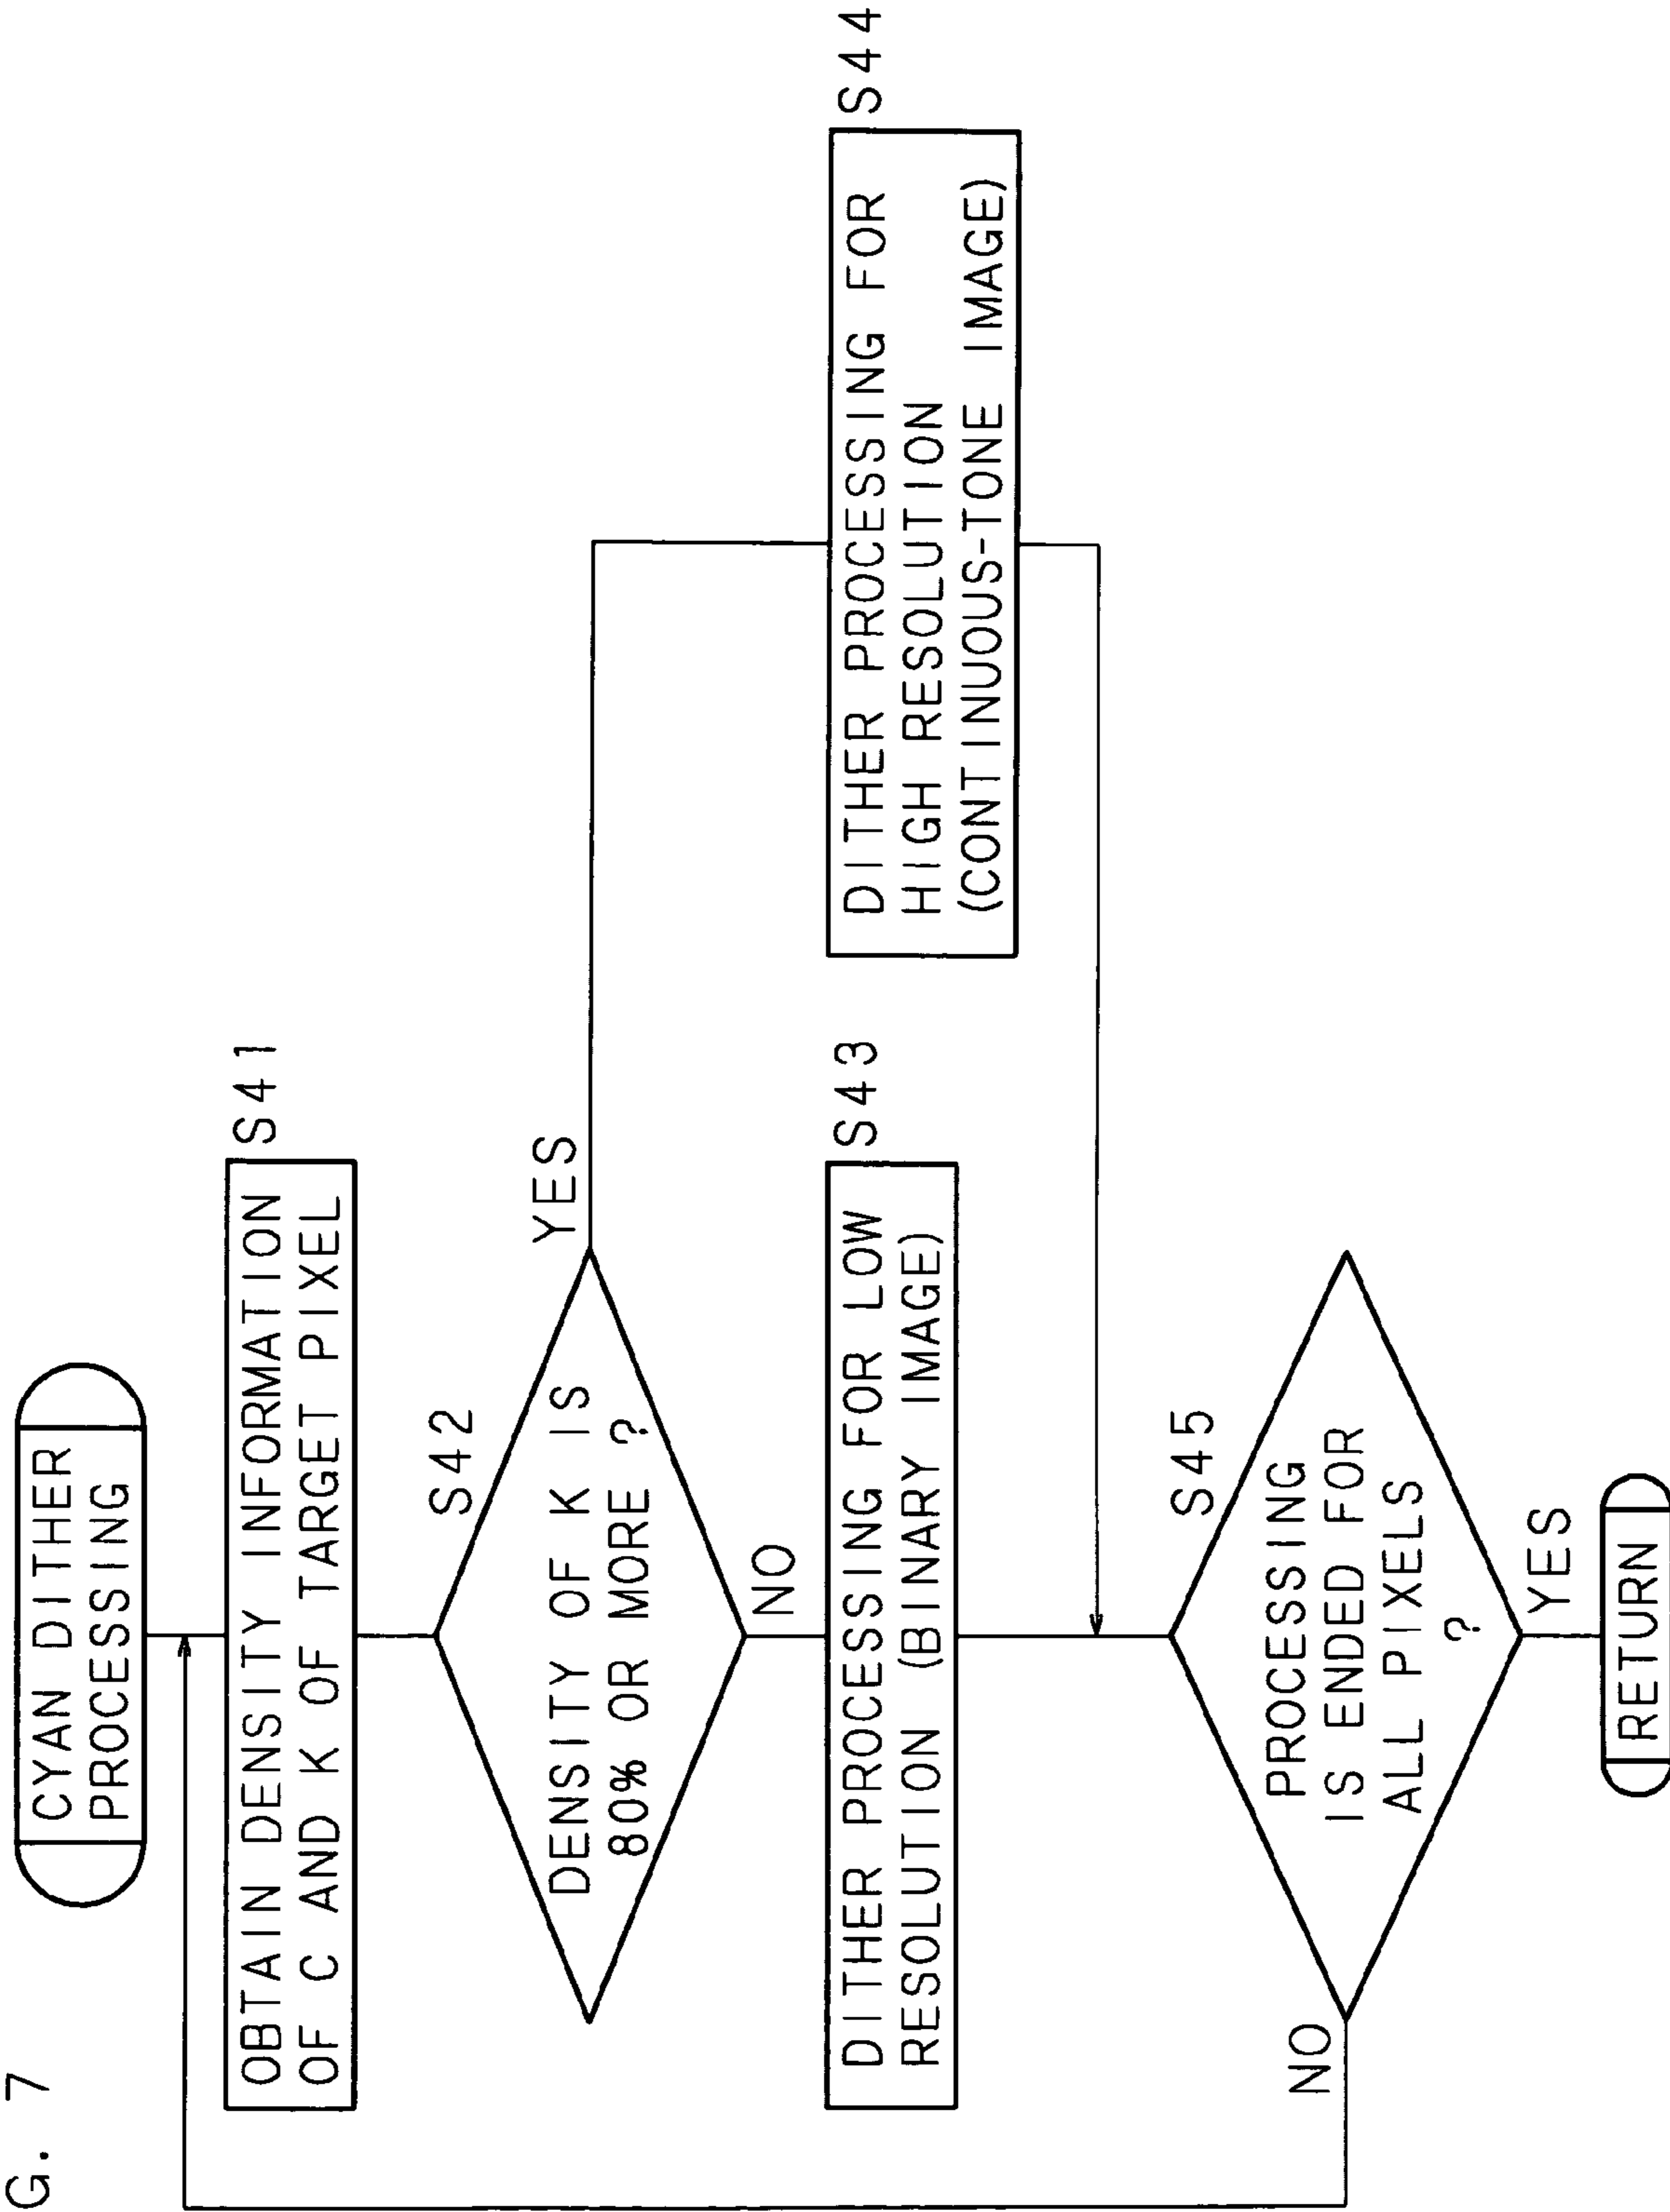 G. 7
CYAN DITHER
PROCESSING
OBTAIN DENSITY INFORMATION
OF C AND K OF TARGET PIXEL
S41
S42
DENSITY OF K IS
80% OR MORE ?
YES
NO
DITHER PROCESSING FOR LOW
RESOLUTION (BINARY IMAGE)
S43
DITHER PROCESSING FOR
HIGH RESOLUTION
(CONTINUOUS-TONE IMAGE)
S44
S45
PROCESSING
IS ENDED FOR
ALL PIXELS
?
NO
YES
RETURN